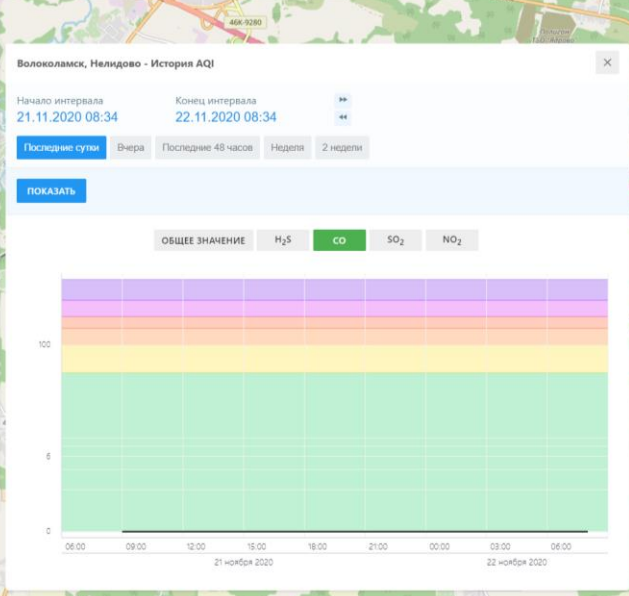 46К-9280
Волоколамск, Нелидово - История AQI
Начало интервала Конец интервала
21.11.2020 08:34 22.11.2020 08:34
Последние сутки Вчера Последние 48 часов Неделя 2 недели
ПОКАЗАТЬ
ОБЩЕЕ ЗНАЧЕНИЕ H₂S CO SO₂ NO₂
100
6
0
06:00 09:00 12:00 15:00 18:00 21:00 00:00 03:00 06:00
21 ноября 2020 22 ноября 2020